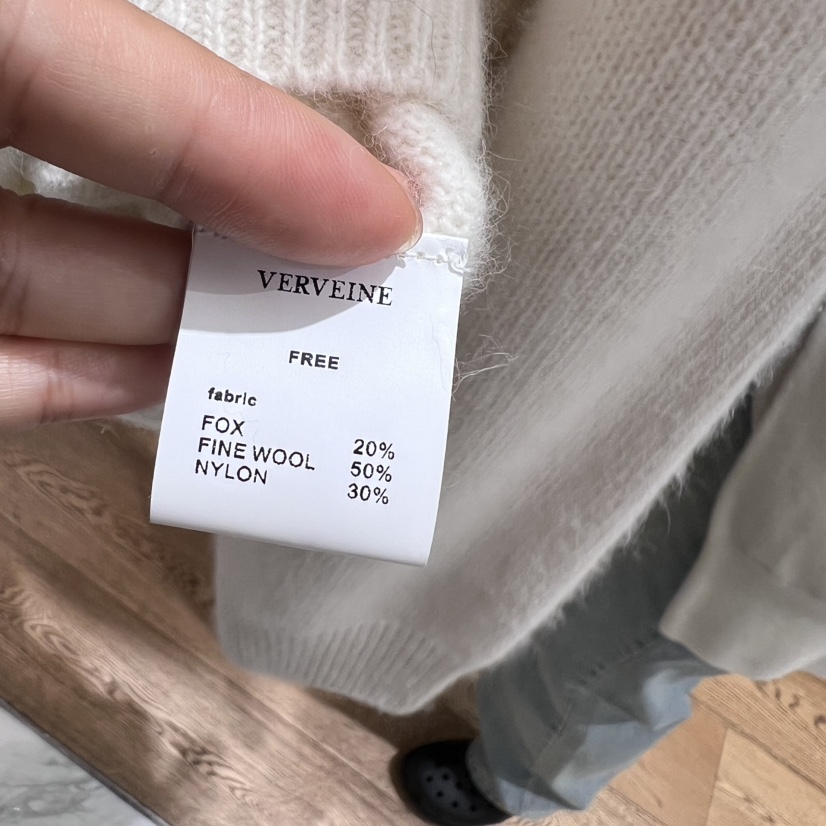 VERVEINE
FREE
fabric
FOX 20%
FINE WOOL 50%
NYLON 30%